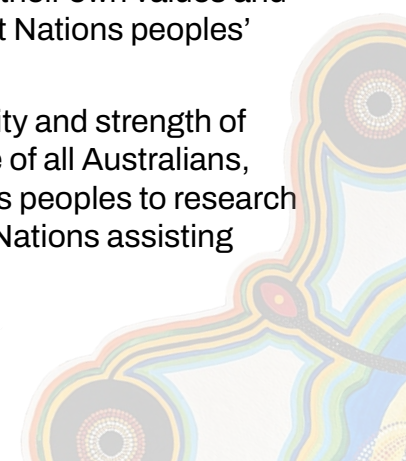 their own values and
t Nations peoples’
ity and strength of
e of all Australians,
s peoples to research
Nations assisting